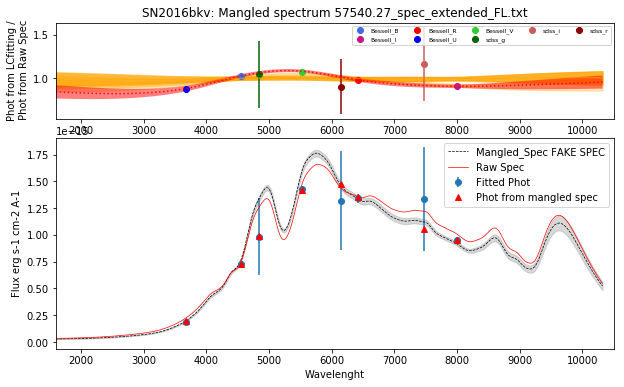 SN2016bkv: Mangled spectrum 57540.27_spec_extended_FL.txt
Phot from LCfitting /
Phot from Raw Spec
1.5
1.0
Bessell_B
Bessell_I
Bessell_R
Bessell_U
Bessell_V
sdss_g
sdss_i
sdss_r
2000 3000 4000 5000 6000 7000 8000 9000 10000
Flux erg s-1 cm-2 A-1
1.75
1.50
1.25
1.00
0.75
0.50
0.25
0.00
Mangled_Spec FAKE SPEC
Raw Spec
Fitted Phot
Phot from mangled spec
2000 3000 4000 5000 6000 7000 8000 9000 10000
Wavelenght